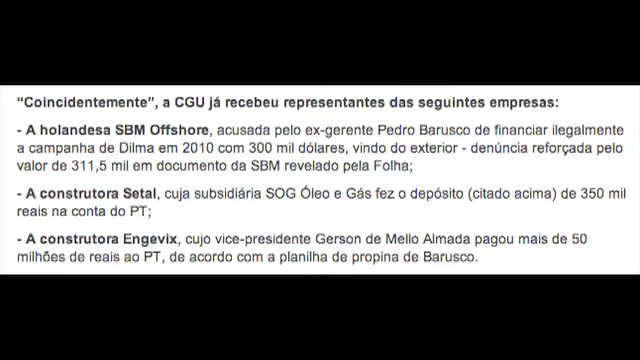 “Coincidentemente”, a CGU já recebeu representantes das seguintes empresas:
- A holandesa SBM Offshore, acusada pelo ex-gerente Pedro Barusco de financiar ilegalmente
a campanha de Dilma em 2010 com 300 mil dólares, vindo do exterior - denúncia reforçada pelo
valor de 311,5 mil em documento da SBM revelado pela Folha;
- A construtora Setal, cuja subsidiária SOG Óleo e Gás fez o depósito (citado acima) de 350 mil
reais na conta do PT;
- A construtora Engevix, cujo vice-presidente Gerson de Mello Almada pagou mais de 50
milhões de reais ao PT, de acordo com a planilha de propina de Barusco.